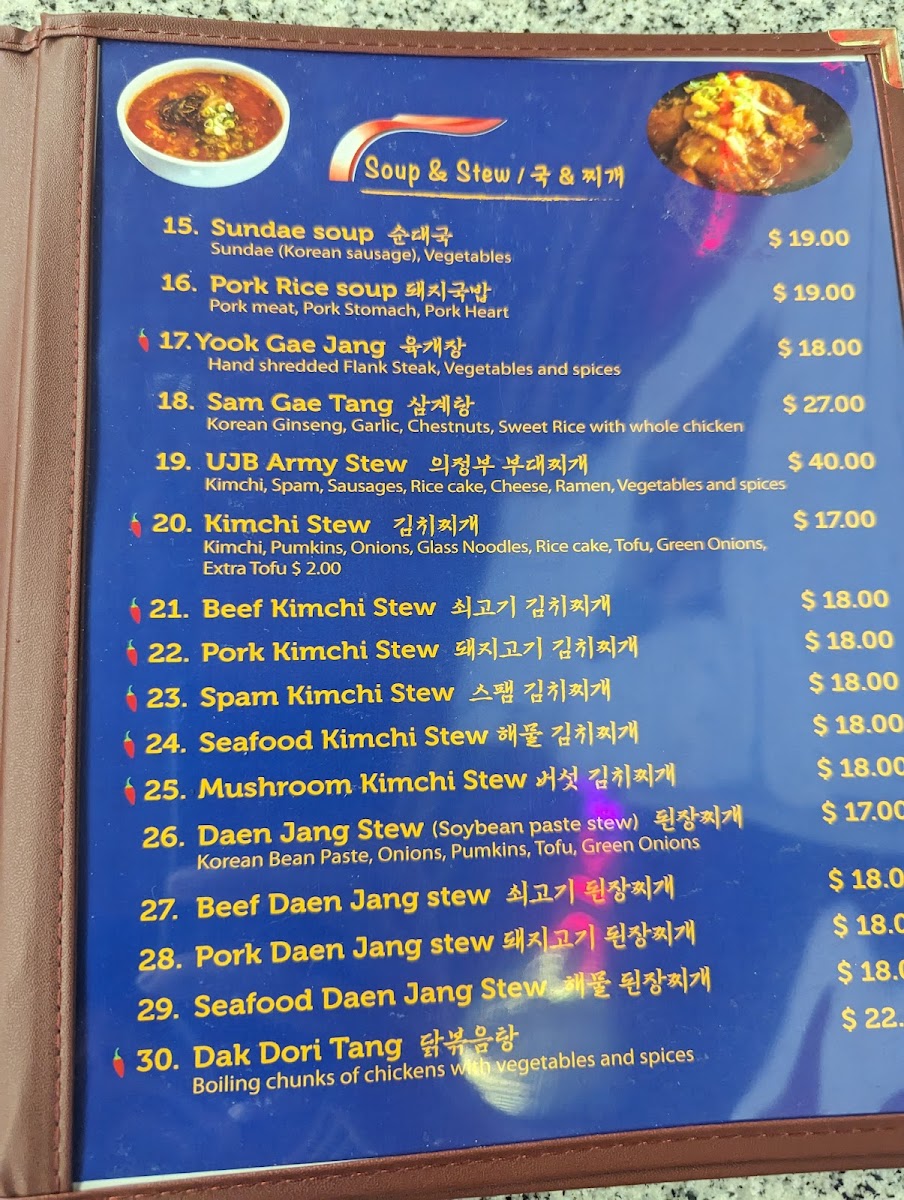 Soup & Stew / 국 & 찌개
15. Sundae soup 순대국 $ 19.00
Sundae (Korean sausage), Vegetables
16. Pork Rice soup 돼지국밥 $ 19.00
Pork meat, Pork Stomach, Pork Heart
17. Yook Gae Jang 육개장 $ 18.00
Hand shredded Flank Steak, Vegetables and spices
18. Sam Gae Tang 삼계탕 $ 27.00
Korean Ginseng, Garlic, Chestnuts, Sweet Rice with whole chicken
19. UJB Army Stew 의정부 부대찌개 $ 40.00
Kimchi, Spam, Sausages, Rice cake, Cheese, Ramen, Vegetables and spices
20. Kimchi Stew 김치찌개 $ 17.00
Kimchi, Pumkins, Onions, Glass Noodles, Rice cake, Tofu, Green Onions,
Extra Tofu $ 2.00
21. Beef Kimchi Stew 쇠고기 김치찌개 $ 18.00
22. Pork Kimchi Stew 돼지고기 김치찌개 $ 18.00
23. Spam Kimchi Stew 스팸 김치찌개 $ 18.00
24. Seafood Kimchi Stew 해물 김치찌개 $ 18.00
25. Mushroom Kimchi Stew 버섯 김치찌개 $ 18.00
26. Daen Jang Stew (Soybean paste stew) 된장찌개 $ 17.00
Korean Bean Paste, Onions, Pumkins, Tofu, Green Onions
27. Beef Daen Jang stew 쇠고기 된장찌개 $ 18.0
28. Pork Daen Jang stew 돼지고기 된장찌개 $ 18.0
29. Seafood Daen Jang Stew 해물 된장찌개 $ 18.0
30. Dak Dori Tang 닭볶음탕 $ 22.
Boiling chunks of chickens with vegetables and spices